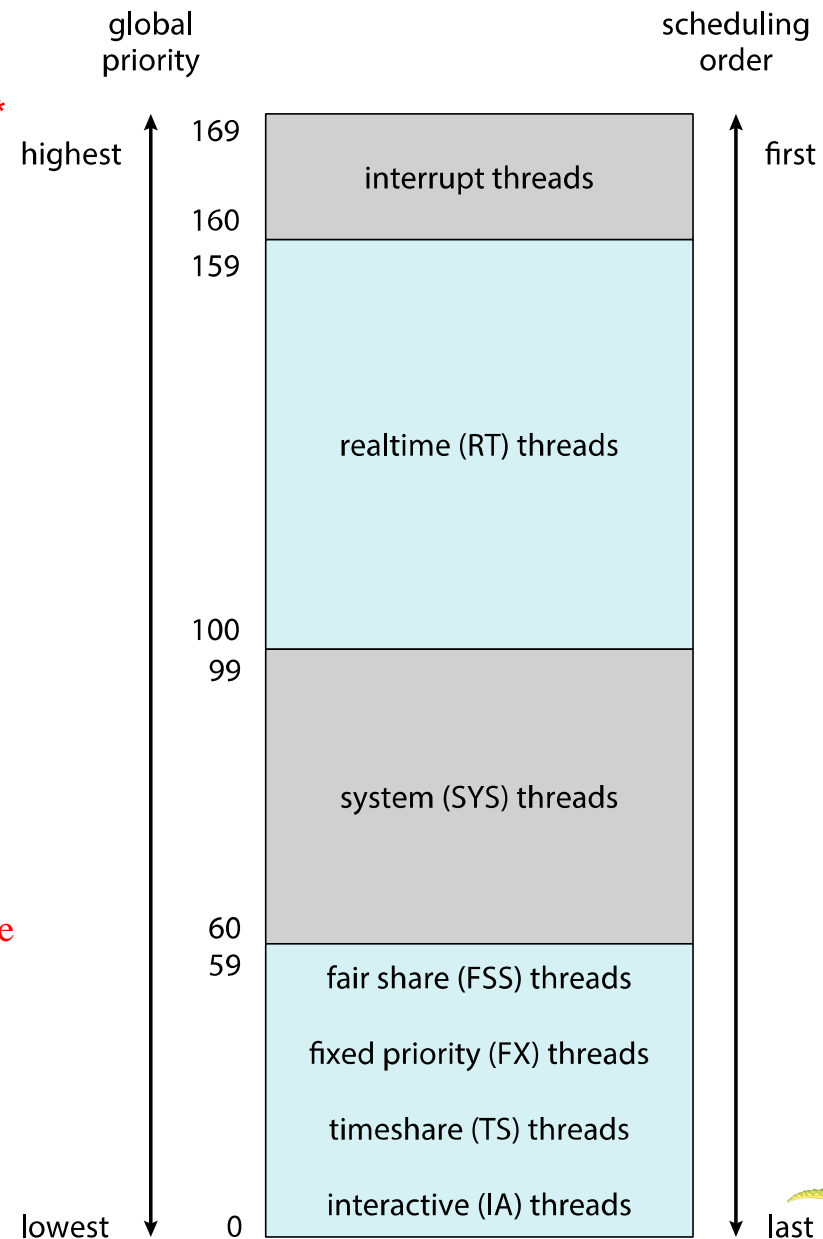 global
priority
scheduling
order
*
highest
169
first
interrupt threads
160
159
realtime (RT) threads
100
99
system (SYS) threads
60
e
59
fair share (FSS) threads
fixed priority (FX) threads
timeshare (TS) threads
interactive (IA) threads
lowest
0
last